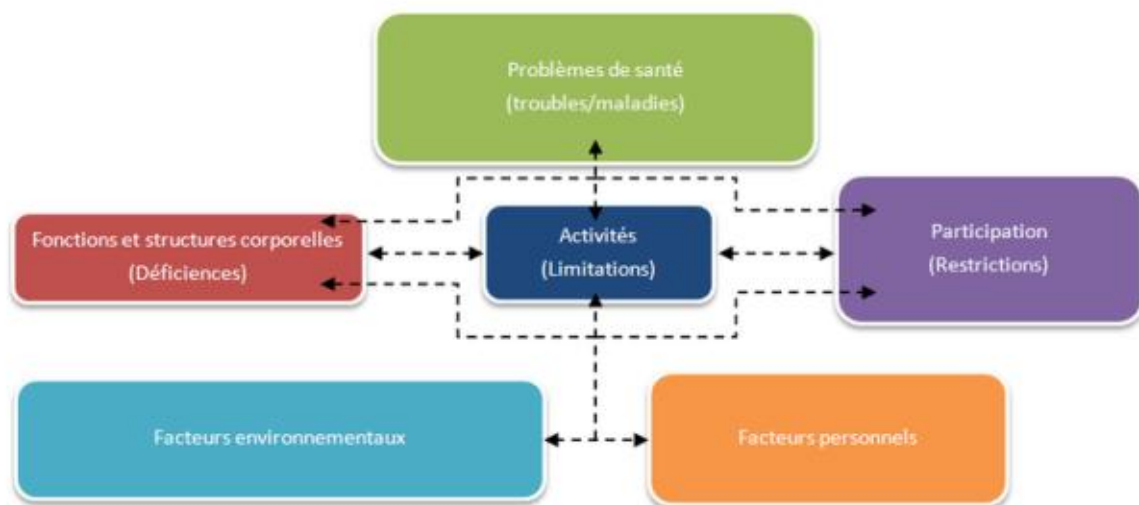 Problèmes de santé
(troubles/maladies)
Fonctions et structures corporelles
(Déficiences)
Activités
(Limitations)
Participation
(Restrictions)
Facteurs environnementaux
Facteurs personnels